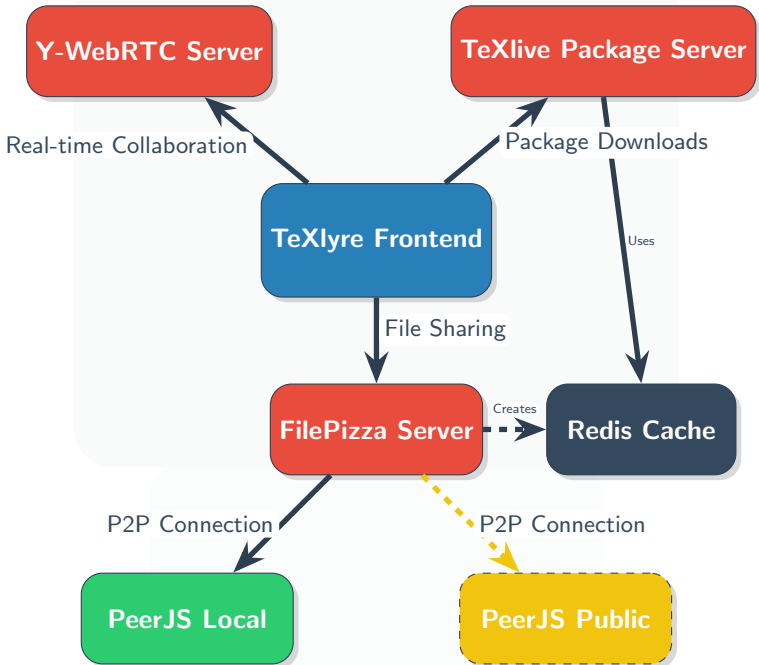 Y-WebRTC Server
TeXlive Package Server
Real-time Collaboration
Package Downloads
TeXlyre Frontend
Uses
File Sharing
Creates
FilePizza Server
Redis Cache
P2P Connection
P2P Connection
PeerJS Local
PeerJS Public